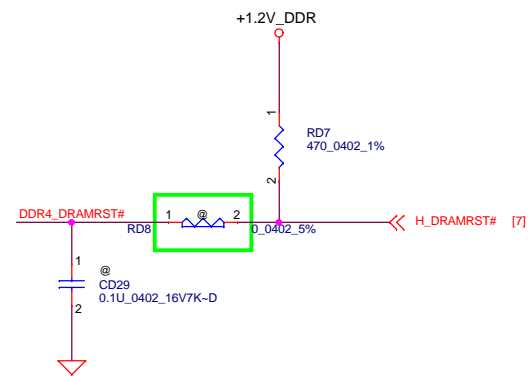 +1.2V_DDR
1
RD7
470_0402_1%
2
DDR4_DRAMRST#
1
@
2
H_DRAMRST# [7]
RD8
0_0402_5%
1
@
CD29
0.1U_0402_16V7K~D
2